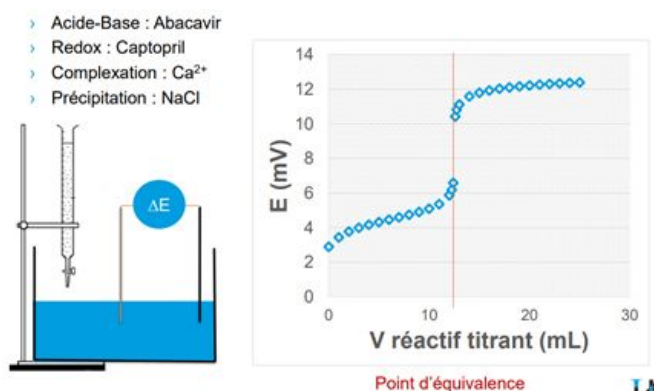 › Acide-Base : Abacavir
› Redox : Captopril
› Complexation : Ca²⁺
› Précipitation : NaCl
ΔE
E (mV)
14
12
10
8
6
4
2
0
0 10 20 30
V réactif titrant (mL)
Point d'équivalence